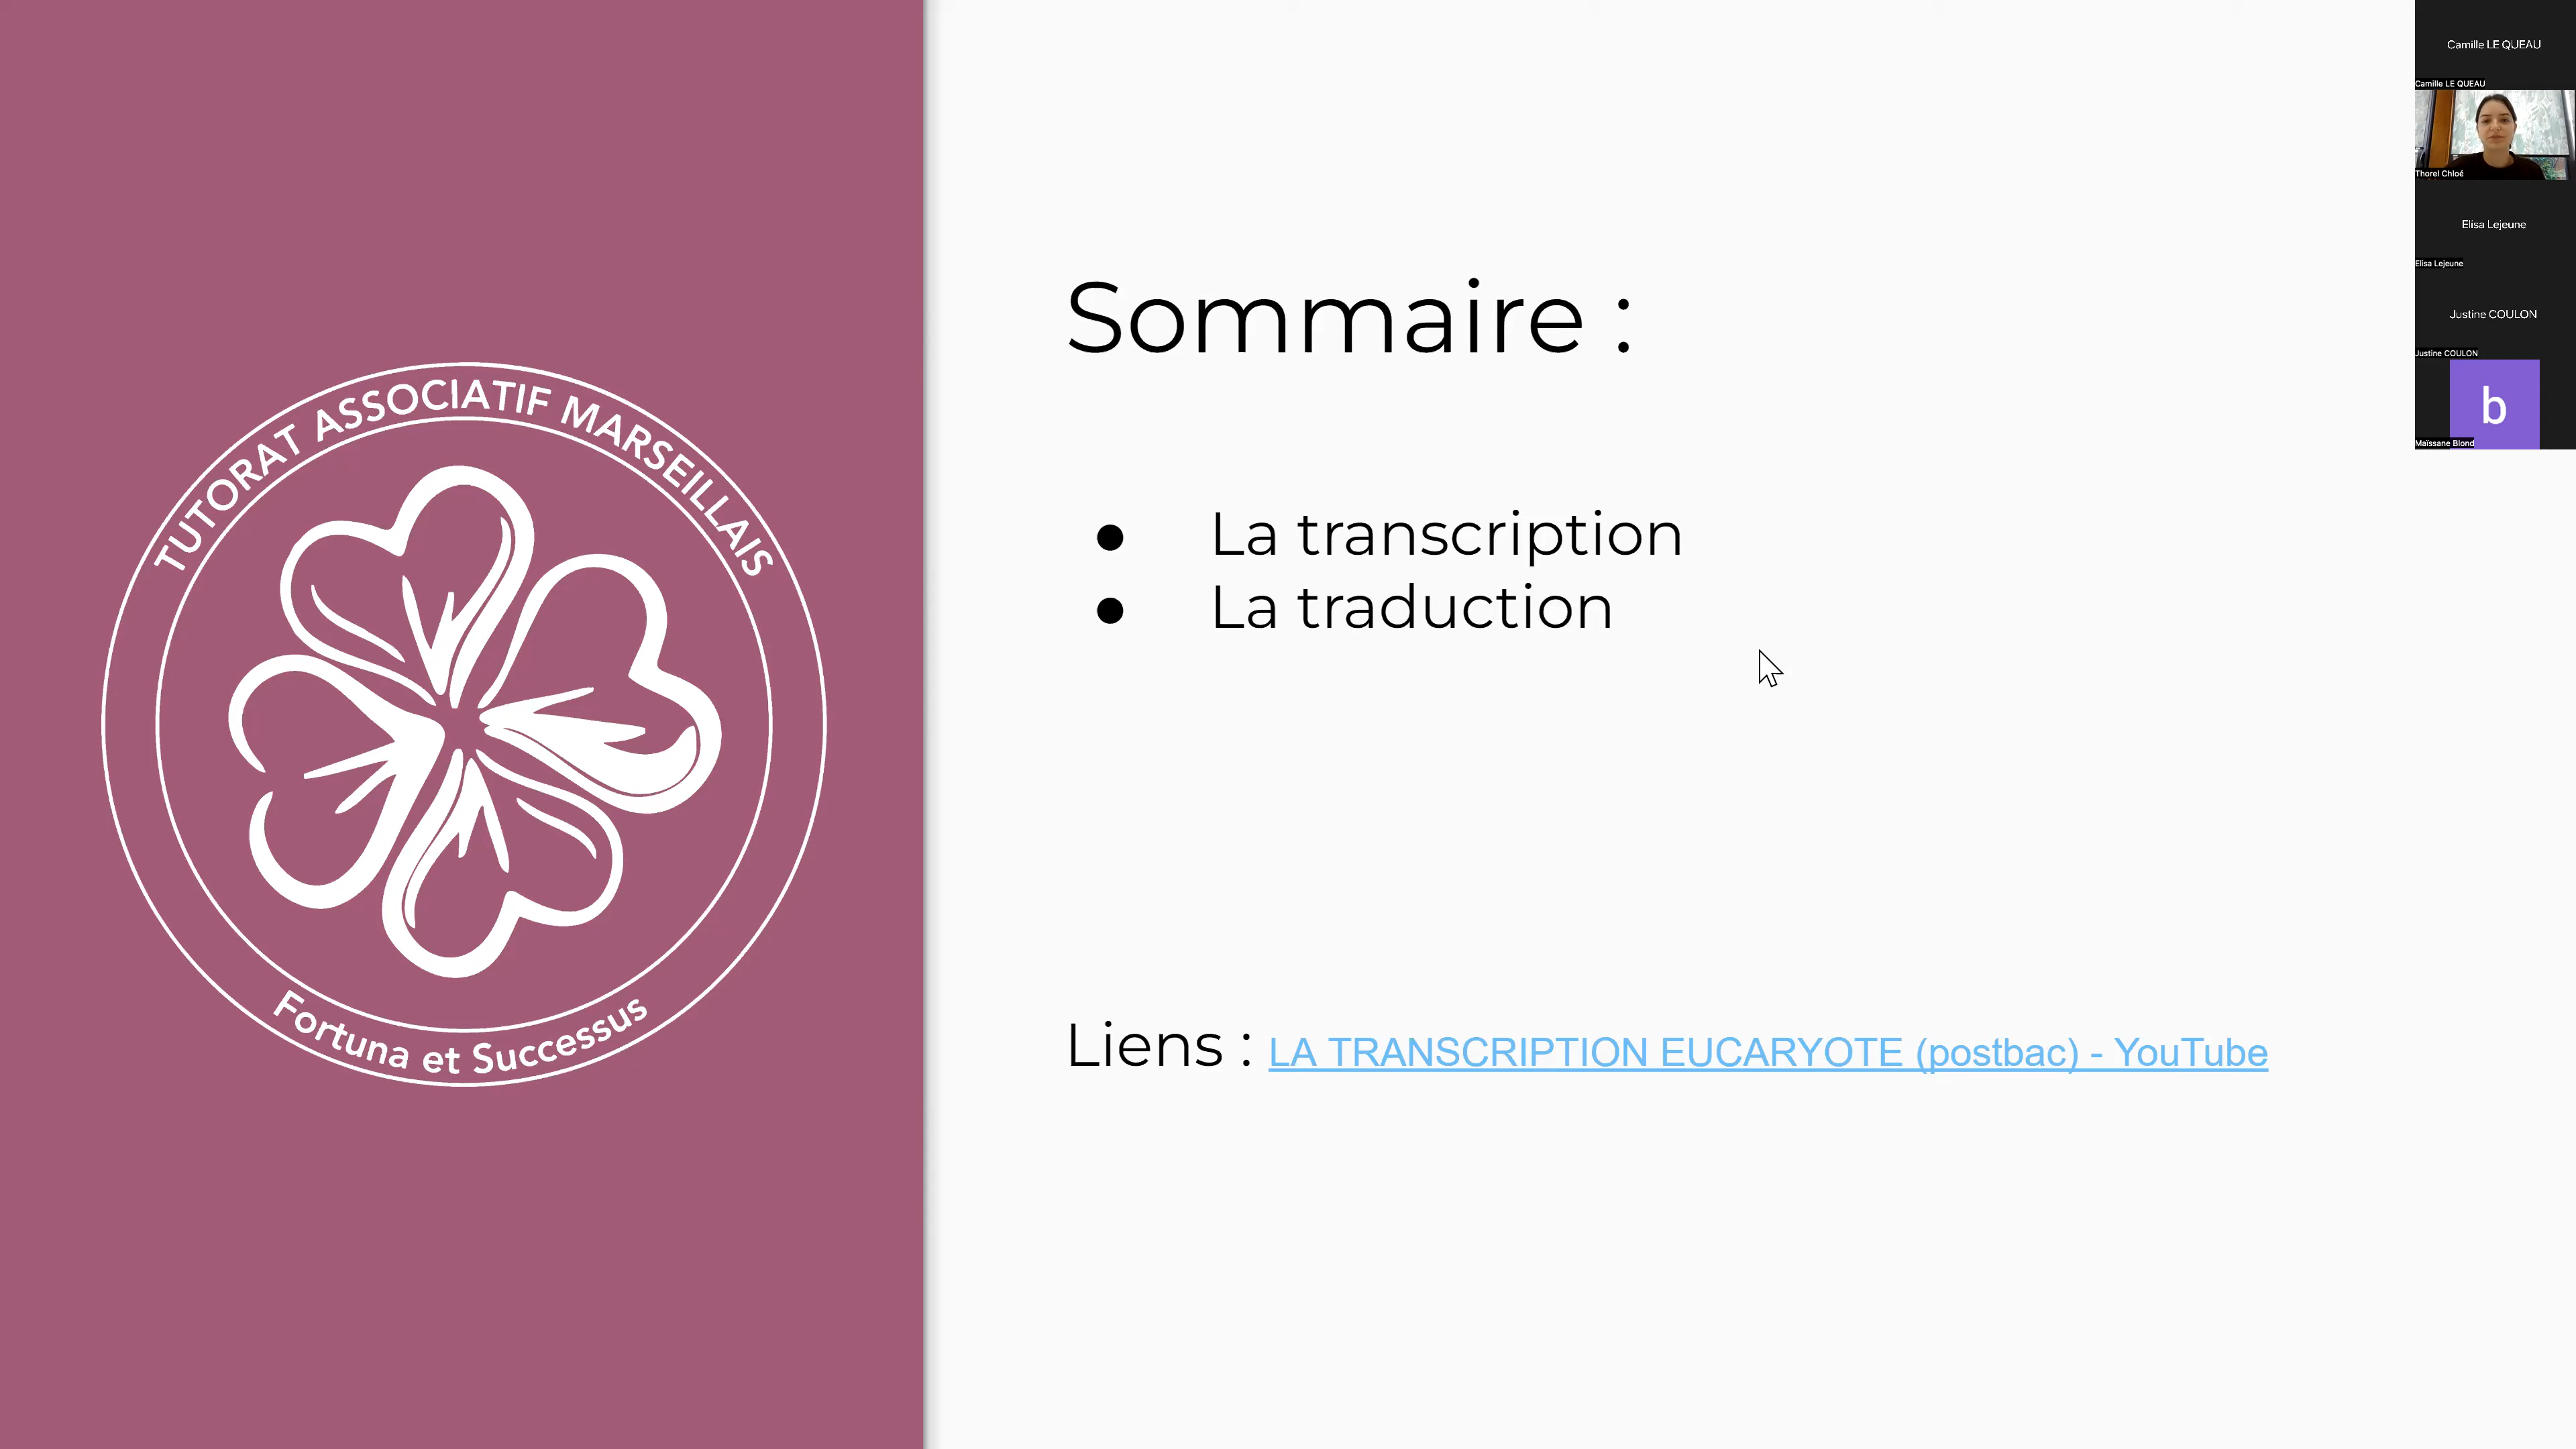 TUTORAT ASSOCIATIF MARSEILLAIS
Fortuna et Successus
Sommaire :
● La transcription
● La traduction
Liens : LA TRANSCRIPTION EUCARYOTE (postbac) - YouTube
Camille LE QUEAU
Camille LE QUEAU
Thorel Chloé
Elisa Lejeune
Elisa Lejeune
Justine COULON
Justine COULON
b
Maïssane Blond